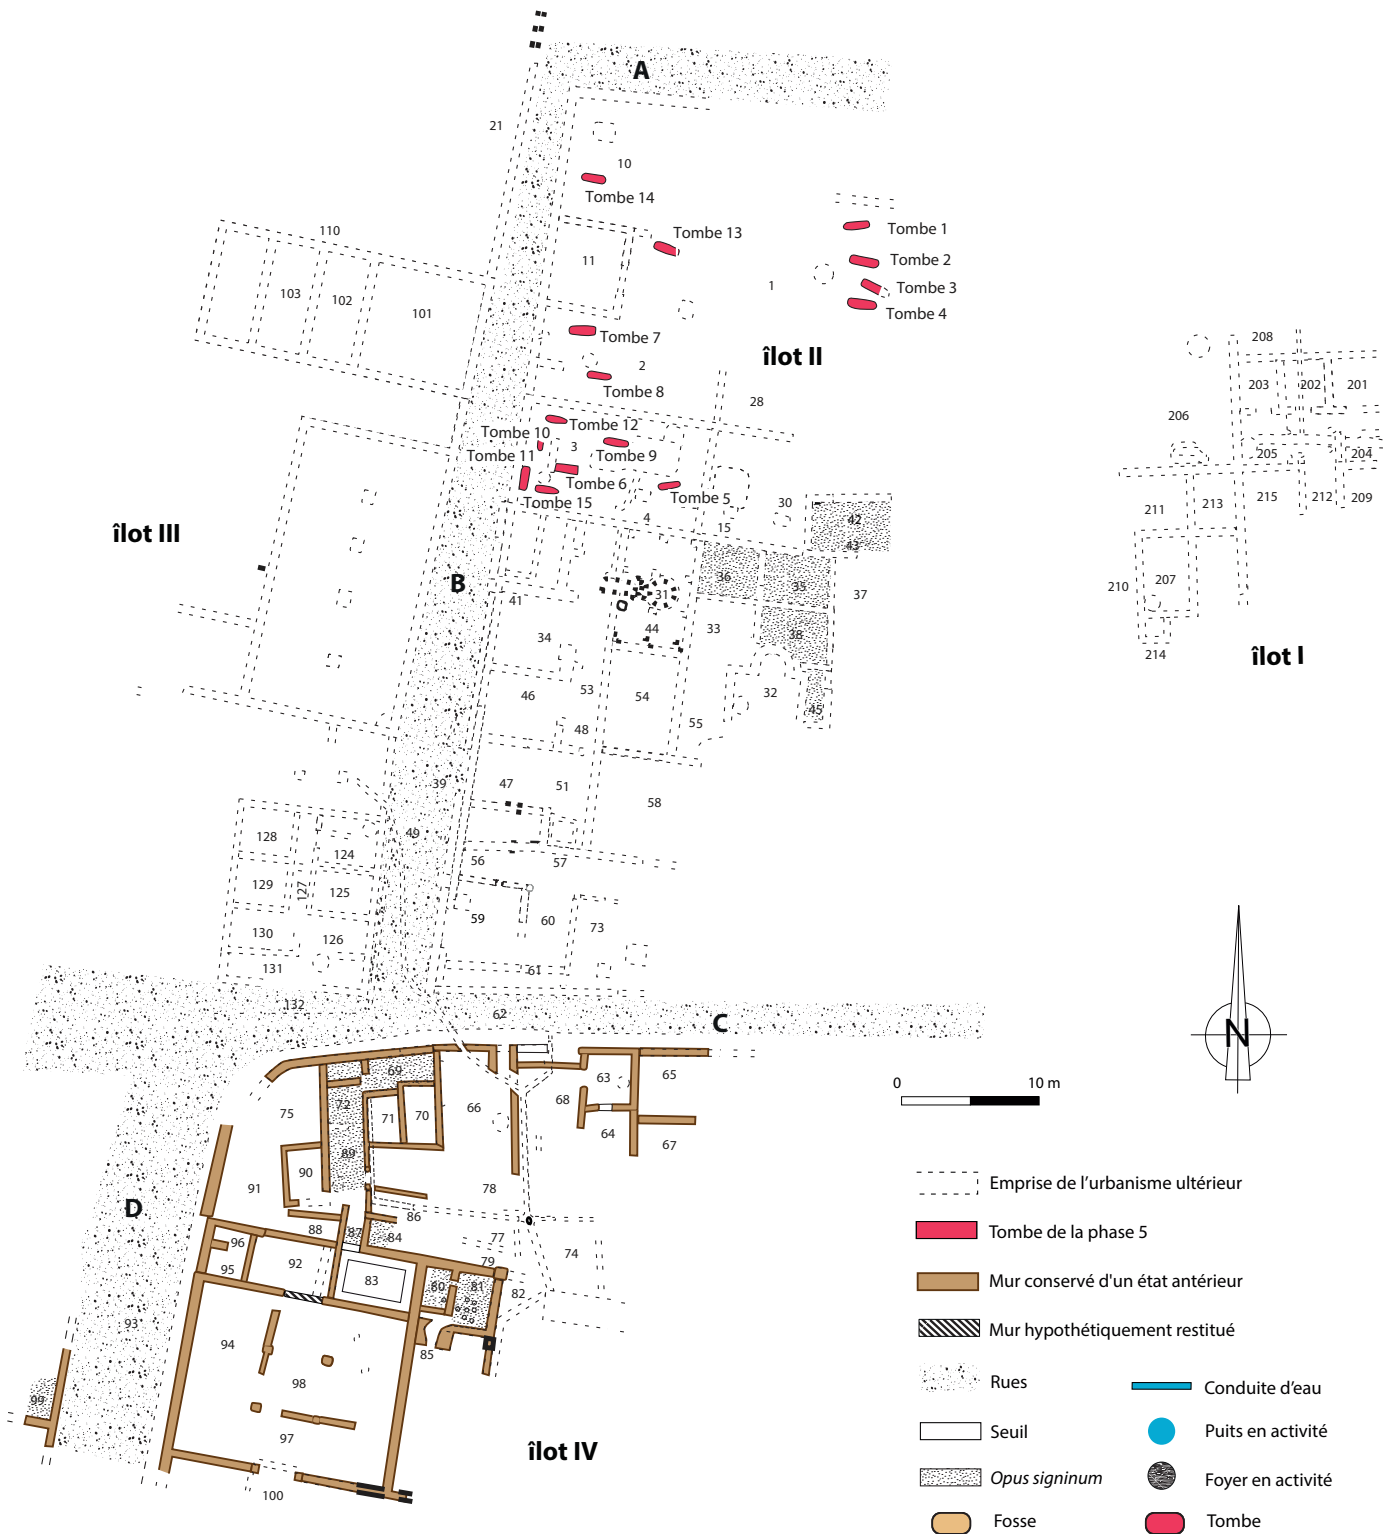 A
21
10
Tombe 14
Tombe 1
110
Tombe 13
Tombe 2
11
1
Tombe 3
103
102
101
Tombe 4
Tombe 7
îlot II
208
2
203
202
201
Tombe 8
28
206
Tombe 12
Tombe 10
3
Tombe 9
205
204
Tombe 11
Tombe 6
Tombe 5
30
211
213
215
212
209
Tombe 15
4
15
42
îlot III
43
B
36
35
37
210
207
31
41
34
44
33
38
214
îlot I
46
53
54
32
45
48
55
39
47
51
58
49
128
124
56
57
129
127
125
59
60
73
130
126
131
61
132
62
C
0
10 m
N
69
63
65
75
72
71
70
66
68
64
67
89
90
91
78
Emprise de l’urbanisme ultérieur
D
86
88
87
84
77
74
Tombe de la phase 5
96
95
92
79
83
80
81
82
Mur conservé d'un état antérieur
93
94
85
Mur hypothétiquement restitué
98
99
Rues
Conduite d’eau
97
îlot IV
Seuil
Puits en activité
100
Opus signinum
Foyer en activité
Fosse
Tombe